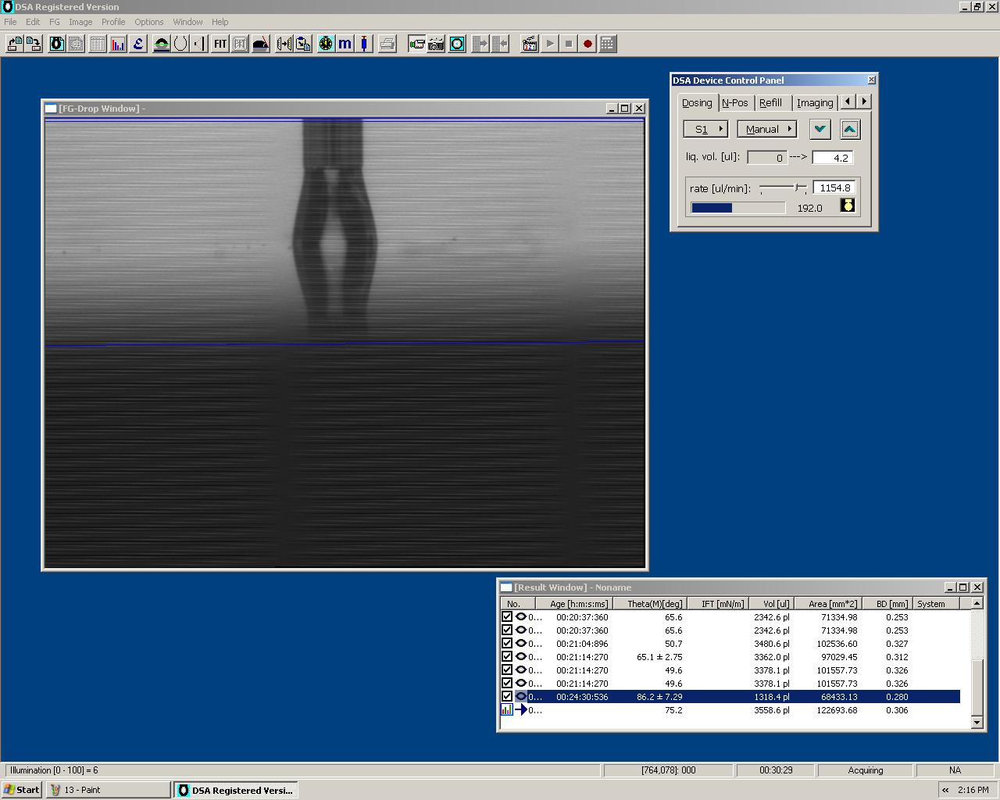 DSA Registered Version
File Edit FG Image Profile Options Window Help
FIT
m
[FG-Drop Window] -
DSA Device Control Panel
Dosing N-Pos Refill Imaging
S1 Manual
liq. vol. [ul]: 0 ---> 4.2
rate [ul/min]: 1154.8
192.0
[Result Window] - Noname
No. Age [h:m:s:ms] Theta(M)[deg] IFT [mN/m] Vol [ul] Area [mm*2] BD [mm] System
0... 00:20:37:360 65.6 2342.6 pl 71334.98 0.253
0... 00:20:37:360 65.6 2342.6 pl 71334.98 0.253
0... 00:21:04:896 50.7 3480.6 pl 102536.60 0.327
0... 00:21:14:270 65.1 ± 2.75 3362.0 pl 97029.45 0.312
0... 00:21:14:270 49.6 3378.1 pl 101557.73 0.326
0... 00:21:14:270 49.6 3378.1 pl 101557.73 0.326
0... 00:24:30:536 86.2 ± 7.29 1318.4 pl 68433.13 0.280
0... 75.2 3558.6 pl 122693.68 0.306
Illumination [0 - 100] = 6 [764,078]: 000 00:30:29 Acquiring NA
Start 13 - Paint DSA Registered Versi... « 2:16 PM